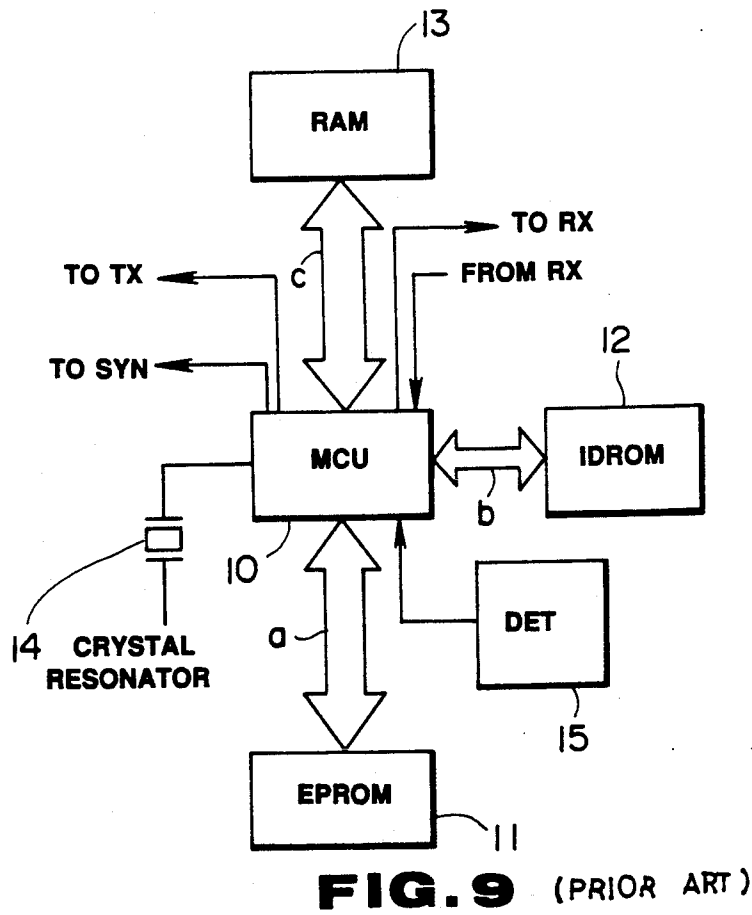 13
RAM
TO RX
TO TX
c
FROM RX
TO SYN
12
MCU
IDROM
b
10
14
CRYSTAL
RESONATOR
a
DET
15
EPROM
11
FIG. 9 (PRIOR ART)